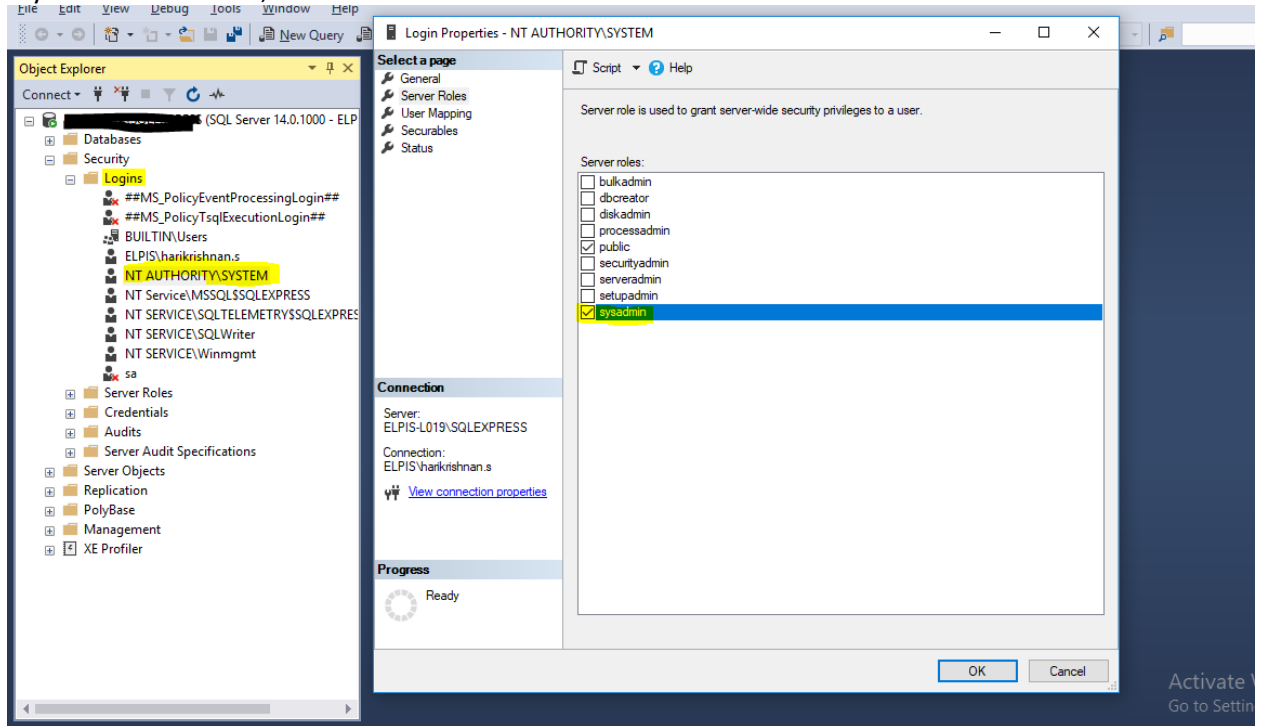 File Edit View Debug Tools Window Help
New Query
Object Explorer
Connect
(SQL Server 14.0.1000 - ELP
Databases
Security
Logins
##MS_PolicyEventProcessingLogin##
##MS_PolicyTsqlExecutionLogin##
BUILTIN\Users
ELPIS\harikrishnan.s
NT AUTHORITY\SYSTEM
NT Service\MSSQL$SQLEXPRESS
NT SERVICE\SQLTELEMETRY$SQLEXPRES
NT SERVICE\SQLWriter
NT SERVICE\Winmgmt
sa
Server Roles
Credentials
Audits
Server Audit Specifications
Server Objects
Replication
PolyBase
Management
XE Profiler
Login Properties - NT AUTHORITY\SYSTEM
Select a page
General
Server Roles
User Mapping
Securables
Status
Connection
Server:
ELPIS-L019\SQLEXPRESS
Connection:
ELPIS\harikrishnan.s
View connection properties
Progress
Ready
Script Help
Server role is used to grant server-wide security privileges to a user.
Server roles:
bulkadmin
dbcreator
diskadmin
processadmin
public
securityadmin
serveradmin
setupadmin
sysadmin
OK Cancel
Activate
Go to Settin